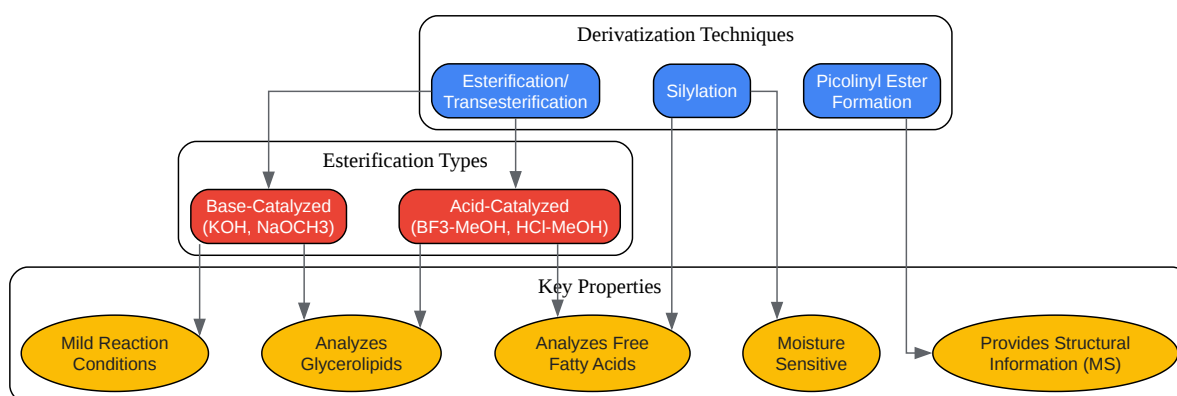 Derivatization Techniques
Esterification/
Transesterification
Silylation
Picolinyl Ester
Formation
Esterification Types
Base-Catalyzed
(KOH, NaOCH3)
Acid-Catalyzed
(BF3-MeOH, HCl-MeOH)
Key Properties
Mild Reaction
Conditions
Analyzes
Glycerolipids
Analyzes Free
Fatty Acids
Moisture
Sensitive
Provides Structural
Information (MS)